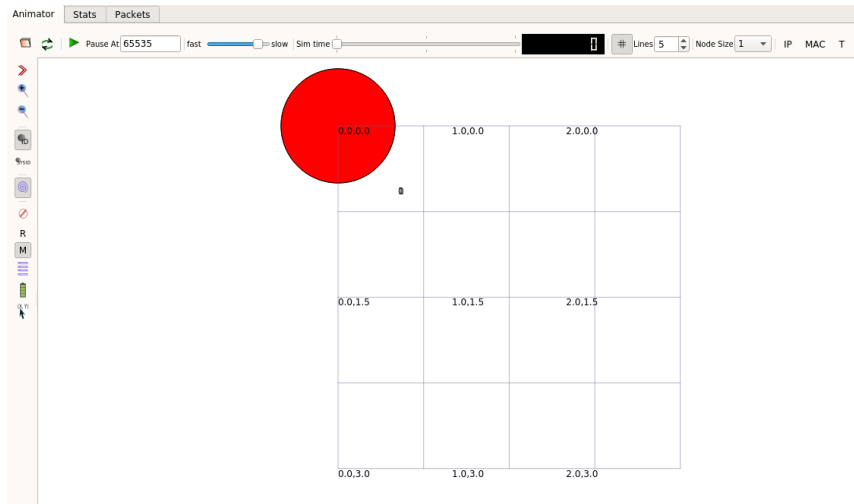 Animator Stats Packets
Pause At 65535 fast slow Sim time 0 Lines 5 Node Size 1 IP MAC T
ID
SYSID
R
M
(X,Y)
0.0,0.0 1.0,0.0 2.0,0.0
0.0,1.5 1.0,1.5 2.0,1.5
0.0,3.0 1.0,3.0 2.0,3.0